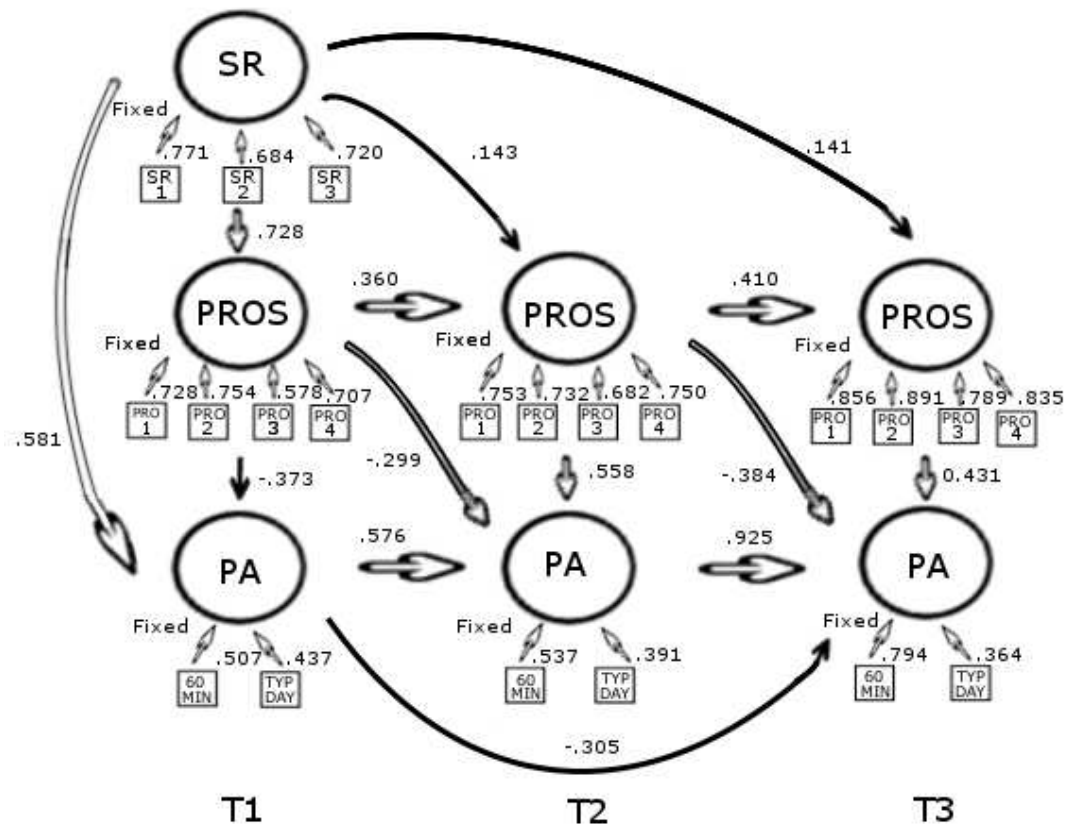 SR
Fixed
.771
.684
.720
SR
1
SR
2
SR
3
.143
.141
.728
PROS
.360
PROS
.410
PROS
Fixed
.728
.754
.578
.707
PRO
1
PRO
2
PRO
3
PRO
4
Fixed
.753
.732
.682
.750
PRO
1
PRO
2
PRO
3
PRO
4
Fixed
.856
.891
.789
.835
PRO
1
PRO
2
PRO
3
PRO
4
.581
-.373
-.299
.558
-.384
0.431
PA
.576
PA
.925
PA
Fixed
.507
.437
60
MIN
TYP
DAY
Fixed
.537
.391
60
MIN
TYP
DAY
Fixed
.794
.364
60
MIN
TYP
DAY
-.305
T1
T2
T3